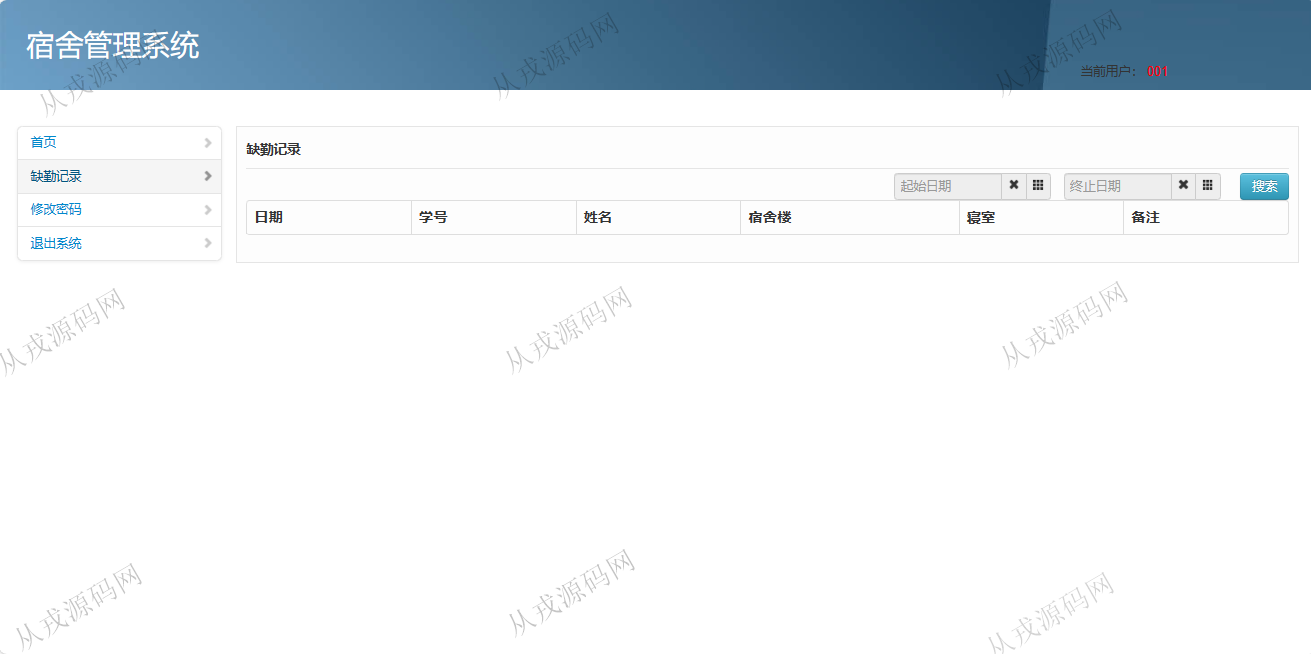 宿舍管理系统
当前用户： 001
首页
缺勤记录
修改密码
退出系统
缺勤记录
起始日期 终止日期 搜索
日期 学号 姓名 宿舍楼 寝室 备注
从戎源码网
从戎源码网
从戎源码网
从戎源码网
从戎源码网
从戎源码网
从戎源码网
从戎源码网
从戎源码网